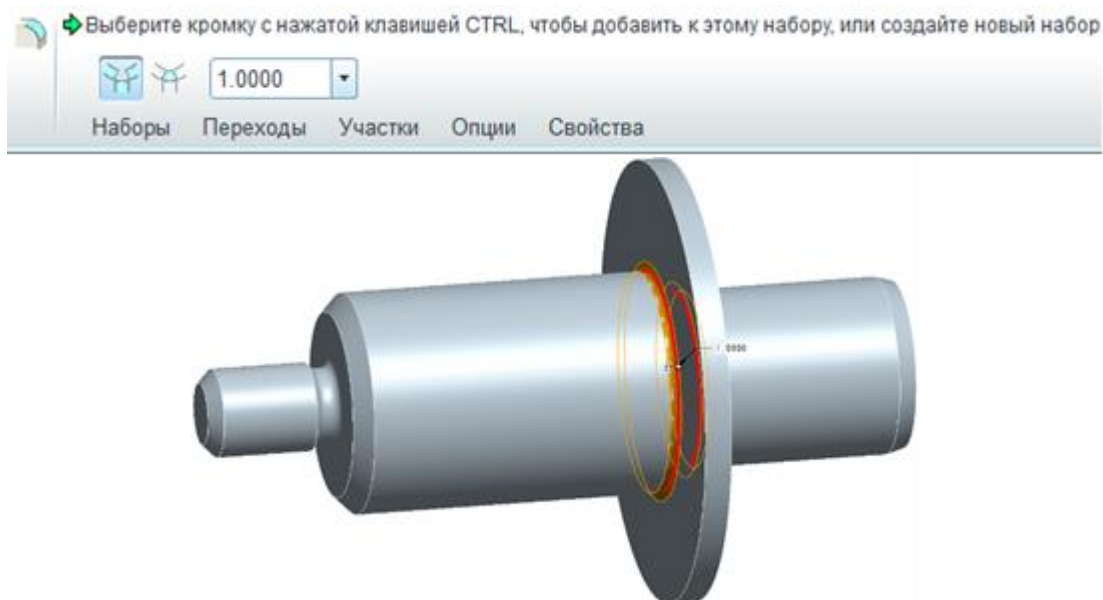 Выберите кромку с нажатой клавишей CTRL, чтобы добавить к этому набору, или создайте новый набор
1.0000
Наборы Переходы Участки Опции Свойства